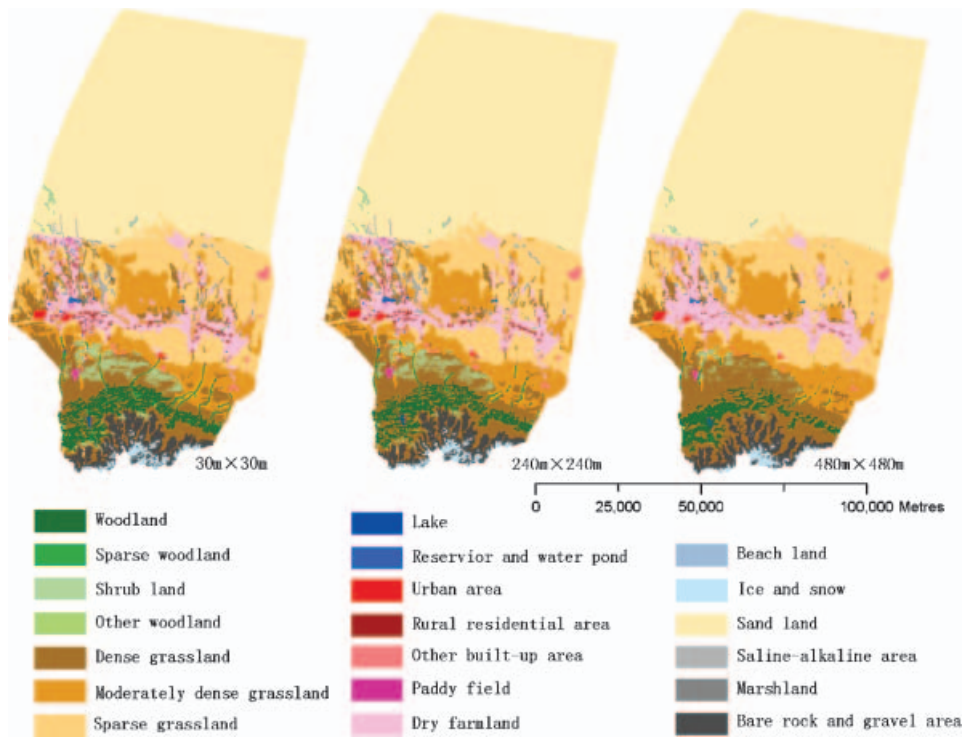 30m×30m
240m×240m
480m×480m
0 25,000 50,000 100,000 Metres
Woodland
Sparse woodland
Shrub land
Other woodland
Dense grassland
Moderately dense grassland
Sparse grassland
Lake
Reservior and water pond
Urban area
Rural residential area
Other built-up area
Paddy field
Dry farmland
Beach land
Ice and snow
Sand land
Saline-alkaline area
Marshland
Bare rock and gravel area